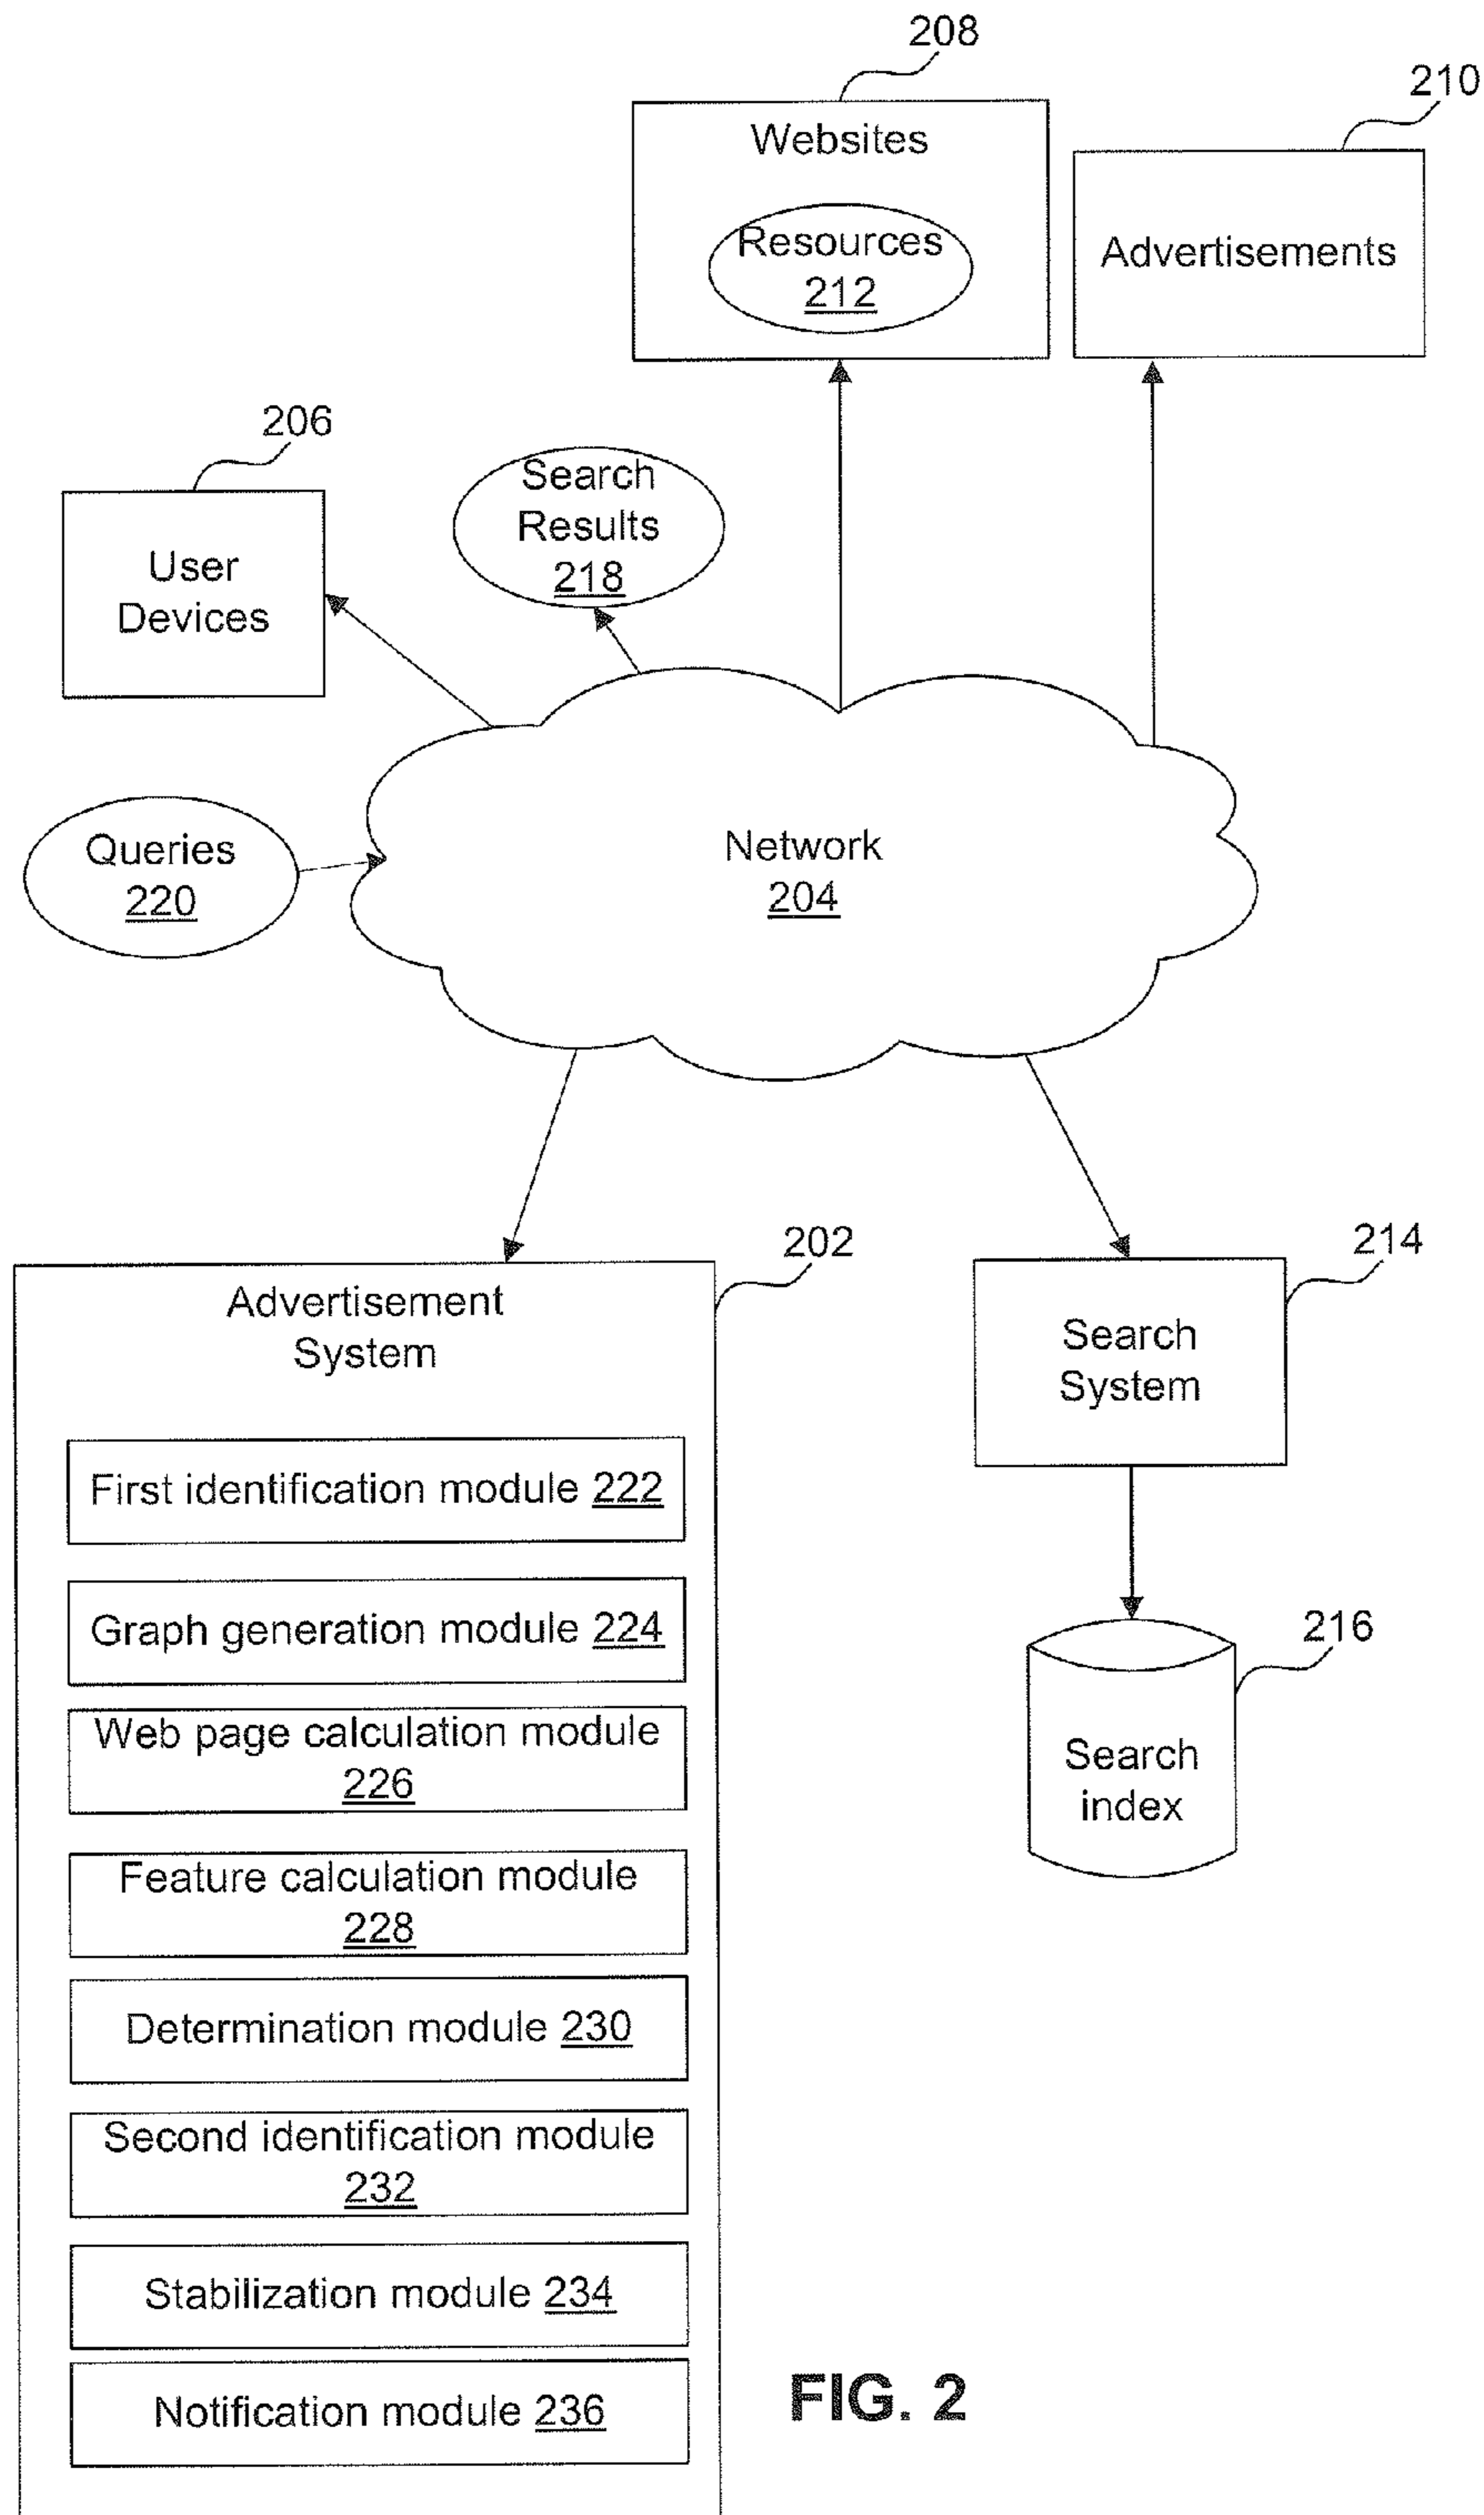 208
210
Websites
Resources
212
Advertisements
206
User
Devices
Search
Results
218
Queries
220
Network
204
202
214
Advertisement
System
Search
System
First identification module 222
Graph generation module 224
216
Web page calculation module
226
Search
index
Feature calculation module
228
Determination module 230
Second identification module
232
Stabilization module 234
Notification module 236
FIG. 2